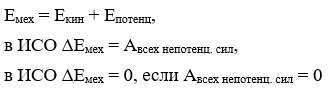 Eмех = Eкин + Eпотенц,
в ИСО ΔEмех = Aвсех непотенц. сил,
в ИСО ΔEмех = 0, если Aвсех непотенц. сил = 0